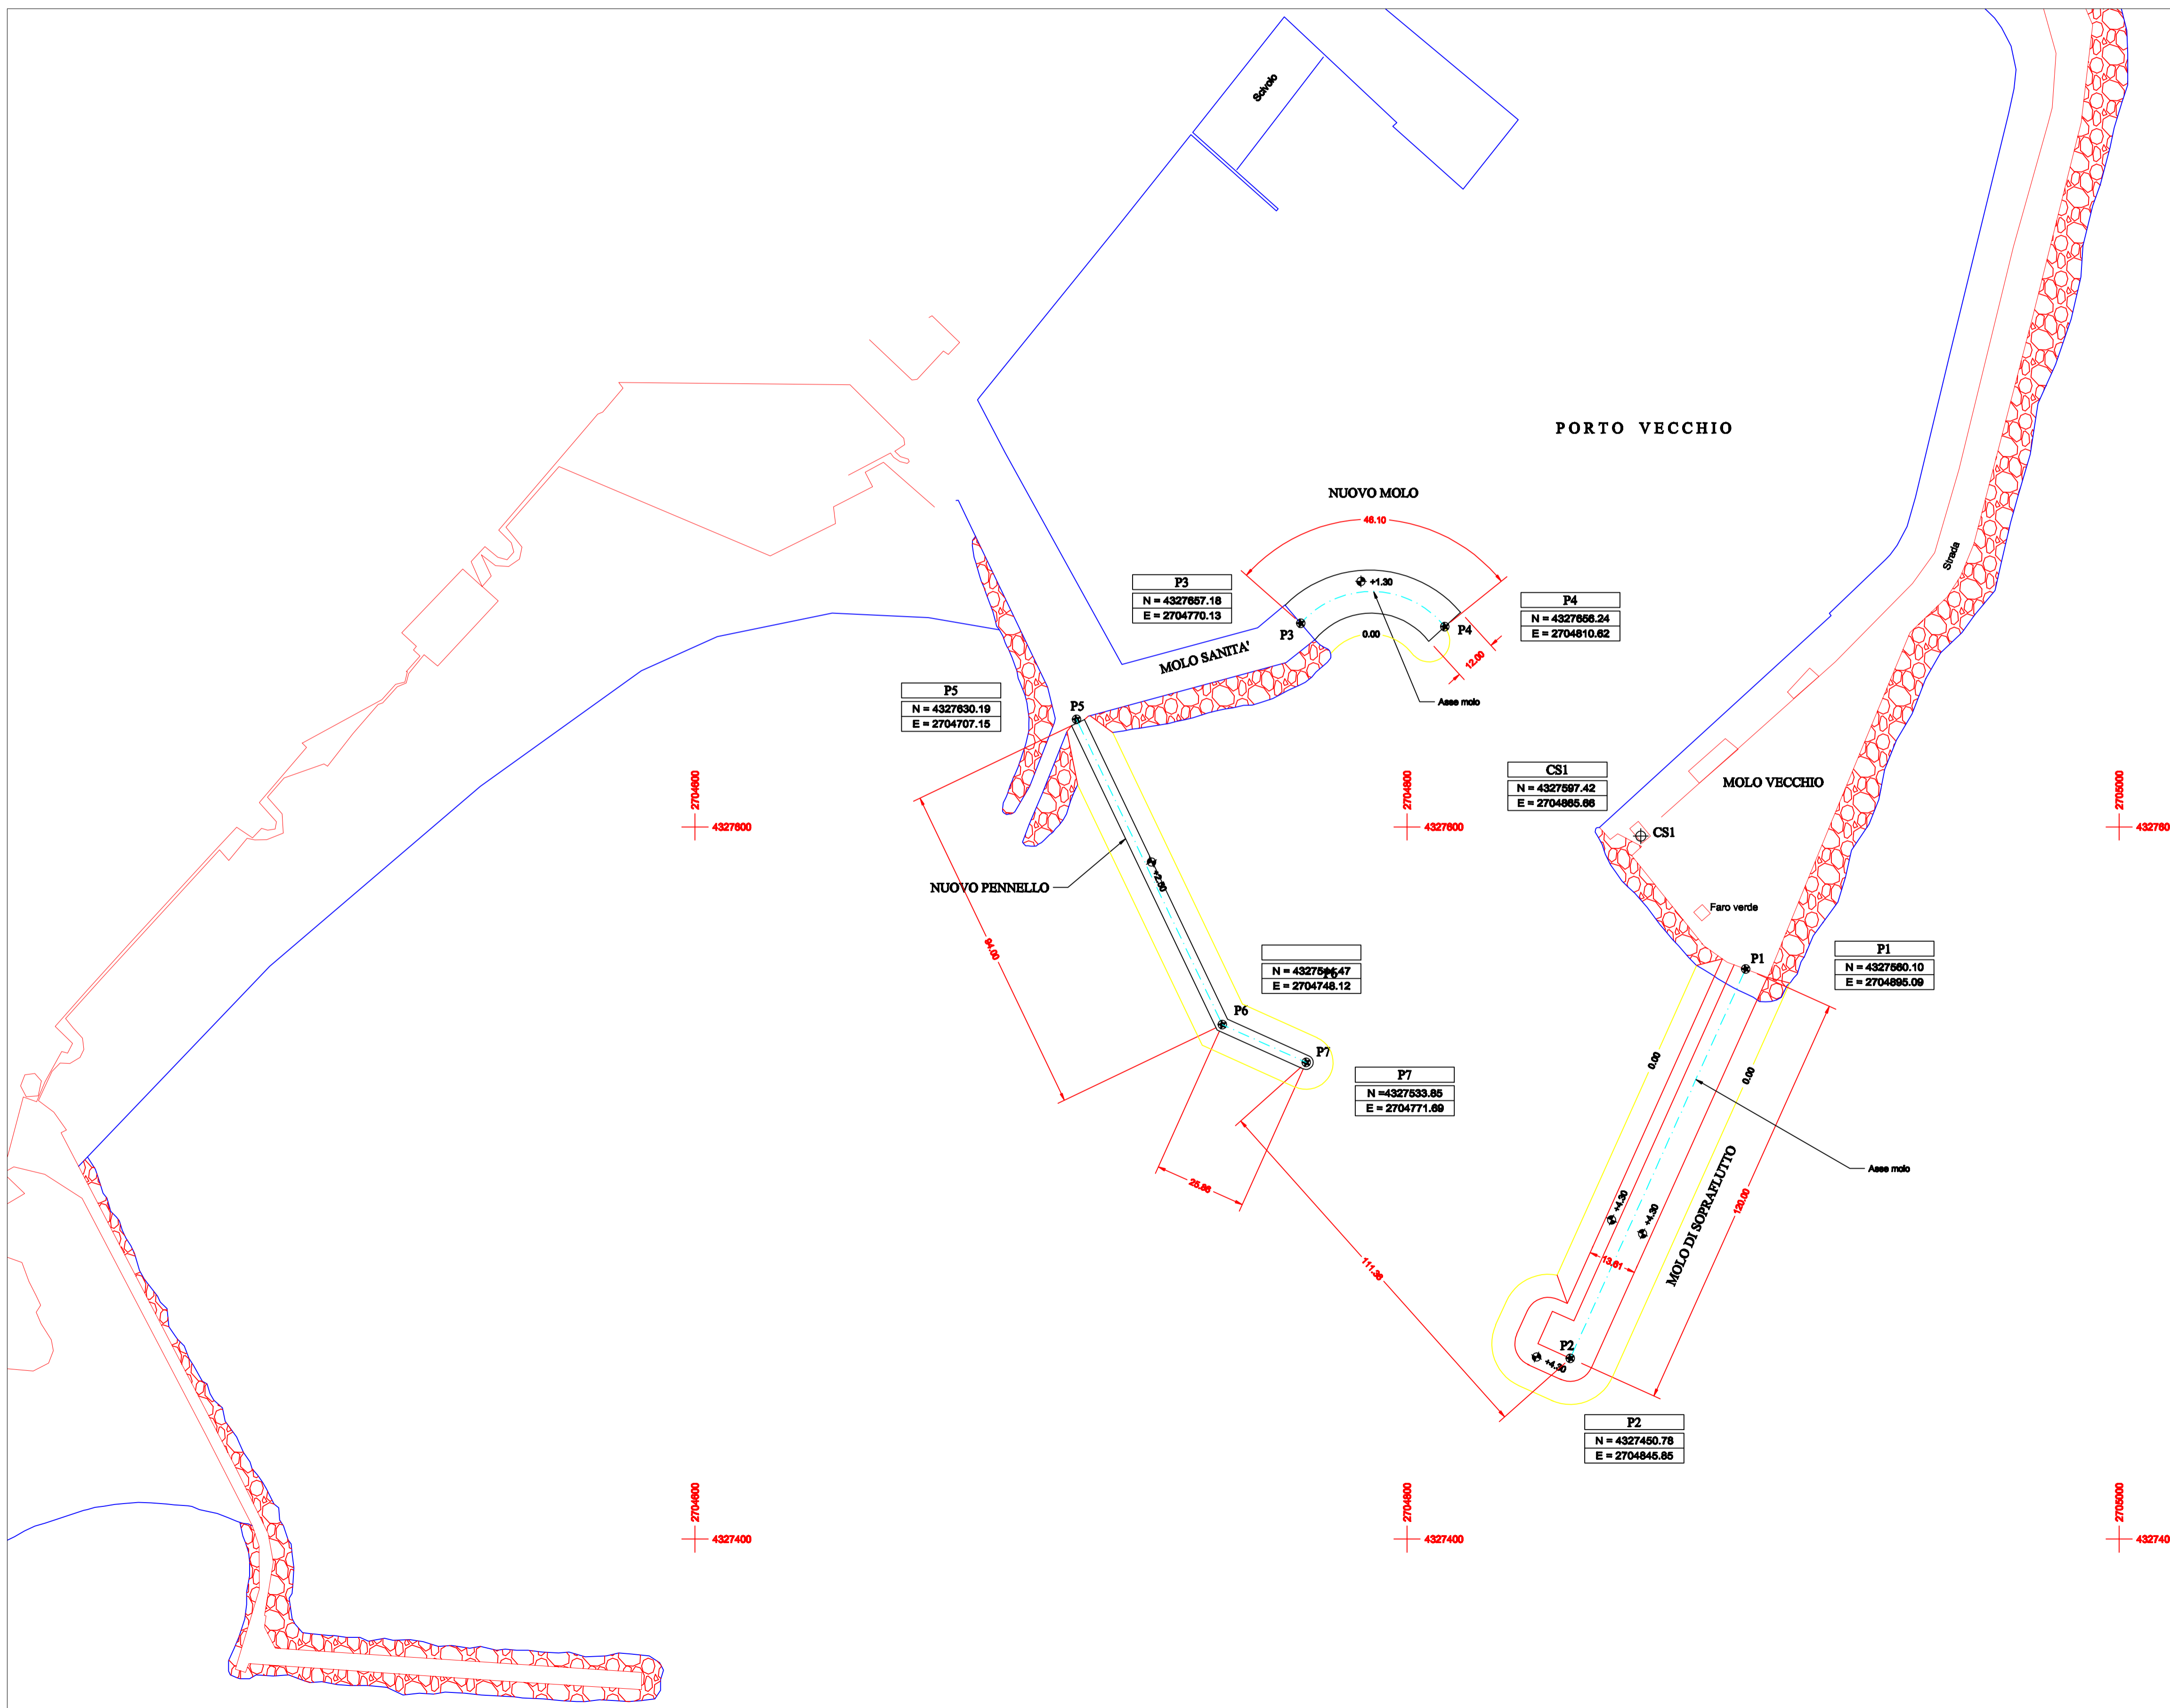 Scivolo
PORTO VECCHIO
NUOVO MOLO
46.10
Strada
P3
N = 4327657.18
E = 2704770.13
+1.30
P4
N = 4327656.24
E = 2704810.62
P3
P4
0.00
12.00
MOLO SANITA'
Asse molo
P5
N = 4327630.19
E = 2704707.15
P5
CS1
N = 4327597.42
E = 2704865.66
MOLO VECCHIO
2704600
4327600
2704800
4327600
2705000
432760
CS1
+2.50
NUOVO PENNELLO
94.00
Faro verde
P6
E = 2704748.12
P1
P1
N = 4327560.10
E = 2704895.09
P6
P7
P7
N =4327533.85
E = 2704771.69
0.00
0.00
25.86
Asse molo
111.36
+4.30
+4.30
13.61
MOLO DI SOPRAFLUTTO
120.00
P2
+4.30
P2
N = 4327450.78
E = 2704845.85
2704600
4327400
2704800
4327400
2705000
432740